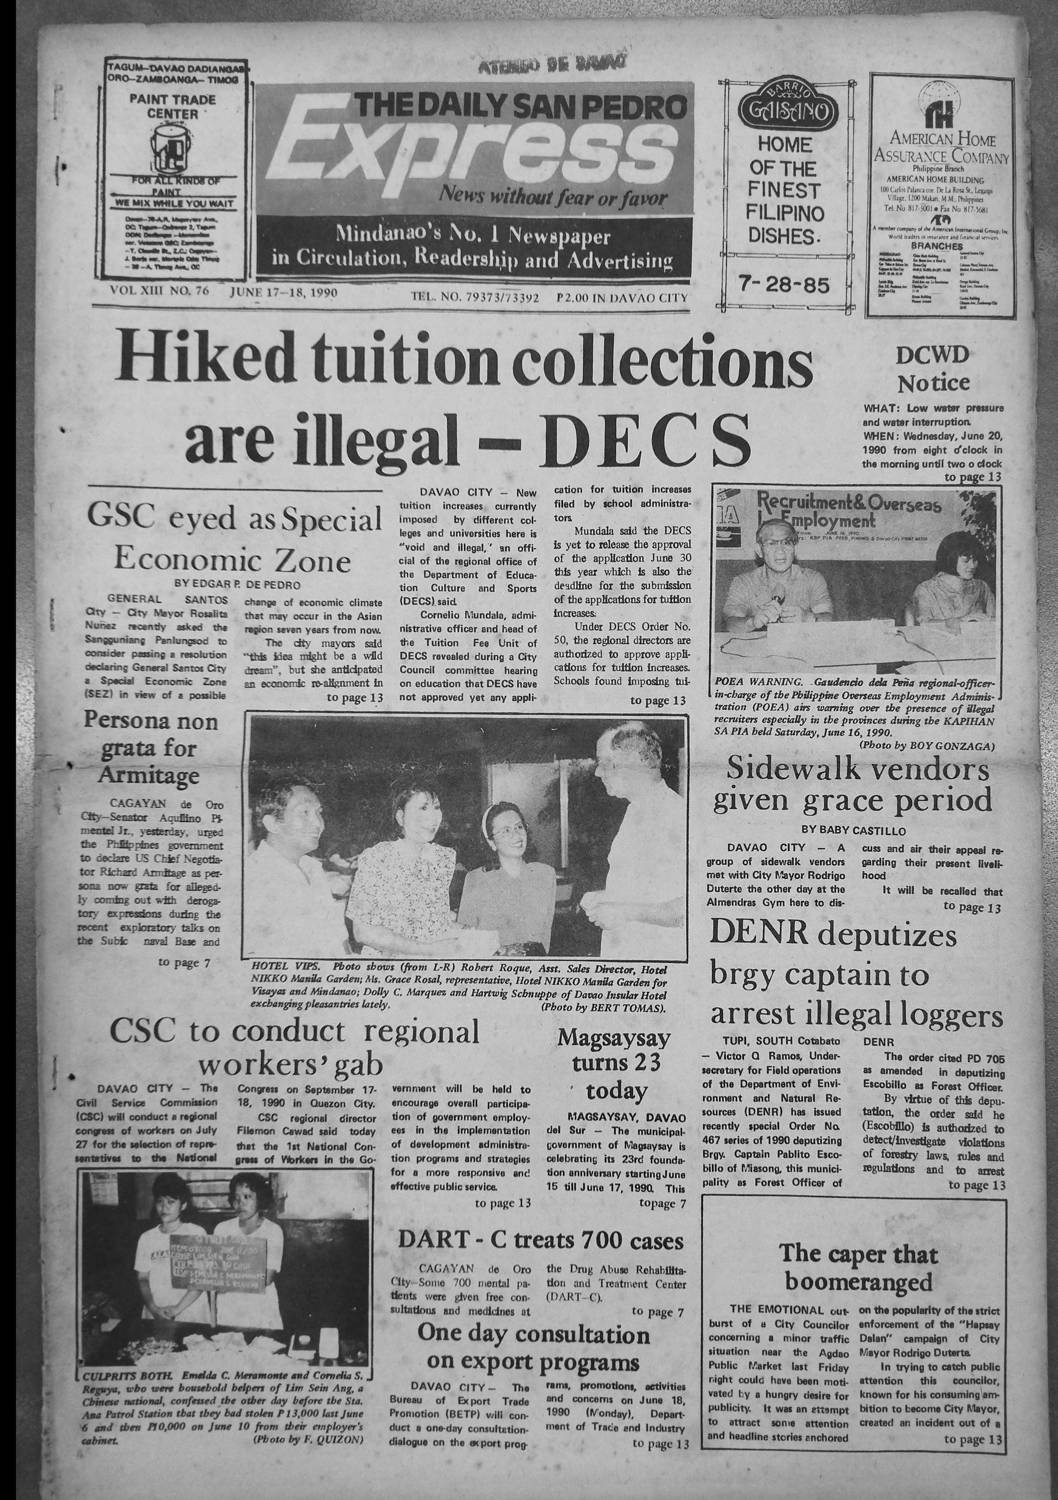 ATENEO DE DAVAO
TAGUM-DAVAO DADIANGAS
ORO-ZAMBOANGA- TIMOG
PAINT TRADE
CENTER
FOR ALL KINDS OF
PAINT
WE MIX WHILE YOU WAIT
THE DAILY SAN PEDRO
Express
News without fear or favor
Mindanao's No. 1 Newspaper
in Circulation, Readership and Advertising
VOL XIII NO. 76 JUNE 17-18, 1990
TEL. NO. 79373/73392 P2.00 IN DAVAO CITY
BARRIO
GAISANO
HOME
OF THE
FINEST
FILIPINO
DISHES.
7-28-85
AH
AMERICAN HOME
ASSURANCE COMPANY
Philippine Branch
AMERICAN HOME BUILDING
Village, 1200 Makati, M.M., Philippines
A member company of the American International Group, Inc.
World leaders in insurance and financial services
BRANCHES
Hiked tuition collections
are illegal – DECS
DCWD
Notice
WHAT: Low water pressure
and water interruption.
WHEN: Wednesday, June 20,
1990 from eight o'clock in
the morning until two o clock
to page 13
GSC eyed as Special
Economic Zone
BY EDGAR P. DE PEDRO
GENERAL SANTOS
City — City Mayor Rosalita
Nuñez recently asked the
Sangguniang Panlungsod to
consider passing a resolution
declaring General Santos City
a Special Economic Zone
(SEZ) in view of a possible
change of economic climate
that may occur in the Asian
region seven years from now.
The city mayors said
"this idea might be a wild
dream", but she anticipated
an economic re-alignment in
to page 13
DAVAO CITY — New
tuition increases currently
imposed by different col-
leges and universities here is
"void and illegal," an offi-
cial of the regional office of
the Department of Educa-
tion Culture and Sports
(DECS) said.
Cornelio Mundala, admi-
nistrative officer and head of
the Tuition Fee Unit of
DECS revealed during a City
Council committee hearing
on education that DECS have
not approved yet any appli-
cation for tuition increases
filed by school administra-
tors.
Mundala said the DECS
is yet to release the approval
of the application June 30
this year which is also the
deadline for the submission
of the applications for tuition
increases.
Under DECS Order No.
50, the regional directors are
authorized to approve appli-
cations for tuition increases.
Schools found imposing tui-
to page 13
Recruitment & Overseas
Employment
POEA WARNING. Gaudencio dela Peña regional-officer-
in-charge of the Philippine Overseas Employment Adminis-
tration (POEA) airs warning over the presence of illegal
recruiters especially in the provinces during the KAPIHAN
SA PIA held Saturday, June 16, 1990.
(Photo by BOY GONZAGA)
Persona non
grata for
Armitage
CAGAYAN de Oro
City—Senator Aquilino Pi-
mentel Jr., yesterday, urged
the Philippines government
to declare US Chief Negotia-
tor Richard Armitage as per-
sona now grata for alleged-
ly coming out with deroga-
tory expressions during the
recent exploratory talks on
the Subic naval Base and
to page 7
HOTEL VIPS. Photo shows (from L-R) Robert Roque, Asst. Sales Director, Hotel
NIKKO Manila Garden; Ms. Grace Rosal, representative, Hotel NIKKO Manila Garden for
Visayas and Mindanao; Dolly C. Marquez and Hartwig Schnuppe of Davao Insular Hotel
exchanging pleasantries lately. (Photo by BERT TOMAS).
Sidewalk vendors
given grace period
BY BABY CASTILLO
DAVAO CITY — A
group of sidewalk vendors
met with City Mayor Rodrigo
Duterte the other day at the
Almendras Gym here to dis-
cuss and air their appeal re-
garding their present liveli-
hood
It will be recalled that
to page 13
DENR deputizes
brgy captain to
arrest illegal loggers
TUPI, SOUTH Cotabato
— Victor O. Ramos, Under-
secretary for Field operations
of the Department of Envi-
ronment and Natural Re-
sources (DENR) has issued
recently special Order No.
467 series of 1990 deputizing
Brgy. Captain Pablito Esco-
billo of Miasong, this munici-
pality as Forest Officer of
DENR
The order cited PD 705
as amended in deputizing
Escobillo as Forest Officer.
By virtue of this depu-
tation, the order said he
(Escobillo) is authorized to
detect/investigate violations
of forestry laws, rules and
regulations and to arrest
to page 13
CSC to conduct regional
workers' gab
DAVAO CITY — The
Civil Service Commission
(CSC) will conduct a regional
congress of workers on July
27 for the selection of repre-
sentatives to the National
Congress on September 17-
18, 1990 in Quezon City.
CSC regional director
Filemon Cawad said today
that the 1st National Con-
gress of Workers in the Go-
vernment will be held to
encourage overall participa-
tion of government employ-
ees in the implementation
of development administra-
tion programs and strategies
for a more responsive and
effective public service.
to page 13
Magsaysay
turns 23
today
MAGSAYSAY, DAVAO
del Sur — The municipal-
government of Magsaysay is
celebrating its 23rd founda-
tion anniversary starting June
15 till June 17, 1990. This
to page 7
CULPRITS BOTH. Emelda C. Meramonte and Cornelia S.
Reguya, who were household helpers of Lim Sein Ang, a
Chinese national, confessed the other day before the Sta.
Ana Patrol Station that they bad stolen P13,000 last June
6 and then P10,000 on June 10 from their employer's
cabinet. (Photo by F. QUIZON)
DART - C treats 700 cases
CAGAYAN de Oro
City—Some 700 mental pa-
tients were given free con-
sultations and medicines at
the Drug Abuse Rehabilita-
tion and Treatment Center
(DART—C).
to page 7
One day consultation
on export programs
DAVAO CITY — The
Bureau of Export Trade
Promotion (BETP) will con-
duct a one-day consultation-
dialogue on the export prog-
rams, promotions, activities
and concerns on June 18,
1990 (Monday), Depart-
ment of Trade and Industry
to page 13
The caper that
boomeranged
THE EMOTIONAL out-
burst of a City Councilor
concerning a minor traffic
situation near the Agdao
Public Market last Friday
night could have been moti-
vated by a hungry desire for
publicity. It was an attempt
to attract some attention
and headline stories anchored
on the popularity of the strict
enforcement of the "Hapsay
Dalan" campaign of City
Mayor Rodrigo Duterte.
In trying to catch public
attention this councilor,
known for his consuming am-
bition to become City Mayor,
created an incident out of a
to page 13